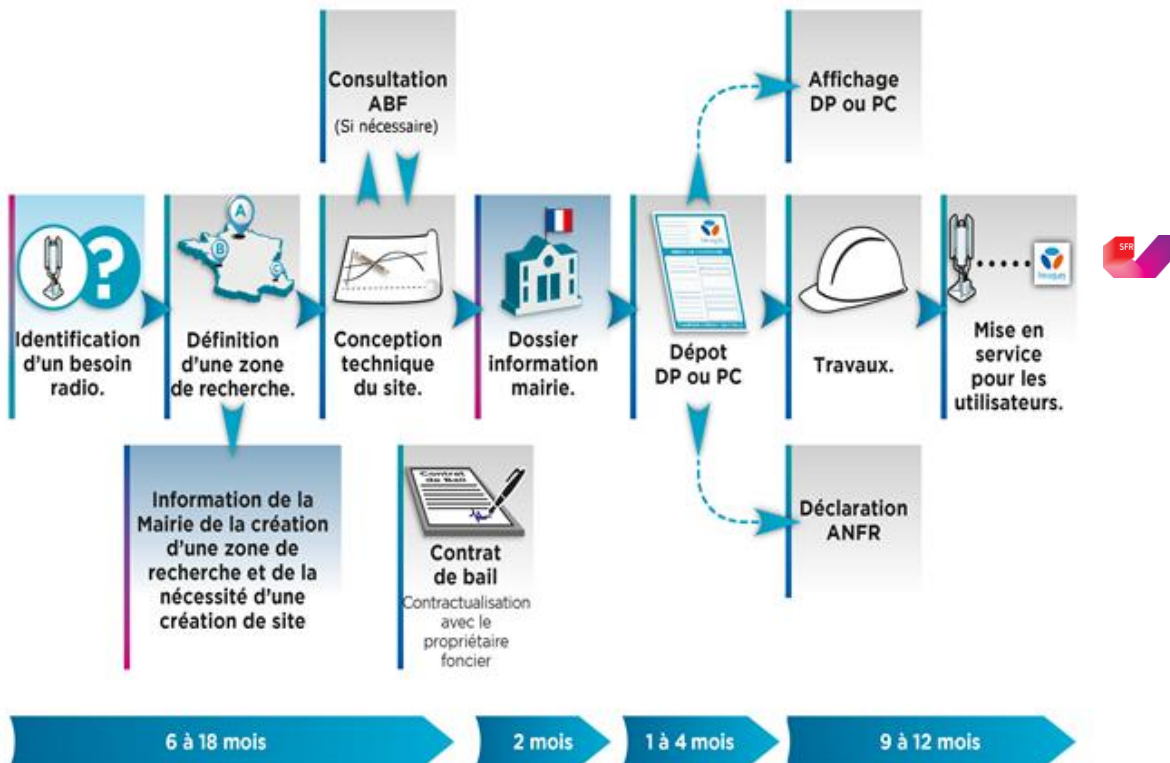 Consultation
ABF
(Si nécessaire)
Affichage
DP ou PC
A
B
C
SFR
Identification
d'un besoin
radio.
Définition
d'une zone
de recherche.
Conception
technique
du site.
Dossier
information
mairie.
Dépot
DP ou PC
Travaux.
Mise en
service
pour les
utilisateurs.
Information de la
Mairie de la création
d'une zone de
recherche et de la
nécessité d'une
création de site
Contrat
de Bail
Contrat
de bail
Contractualisation
avec le
propriétaire
foncier
Déclaration
ANFR
6 à 18 mois
2 mois
1 à 4 mois
9 à 12 mois